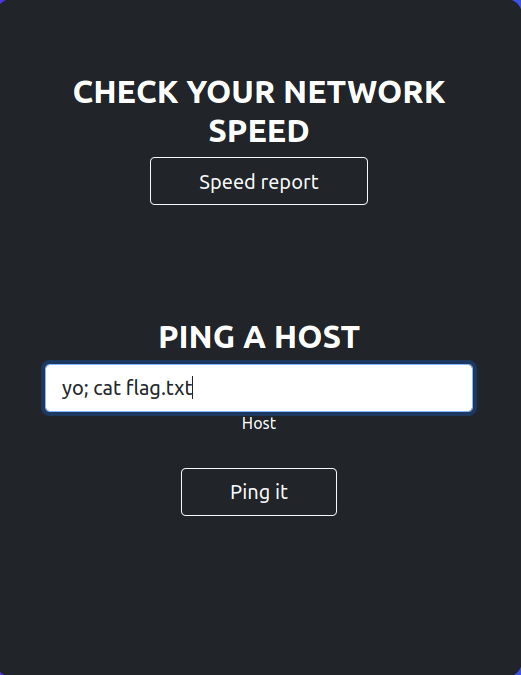 CHECK YOUR NETWORK
SPEED
Speed report
PING A HOST
yo; cat flag.txt
Host
Ping it